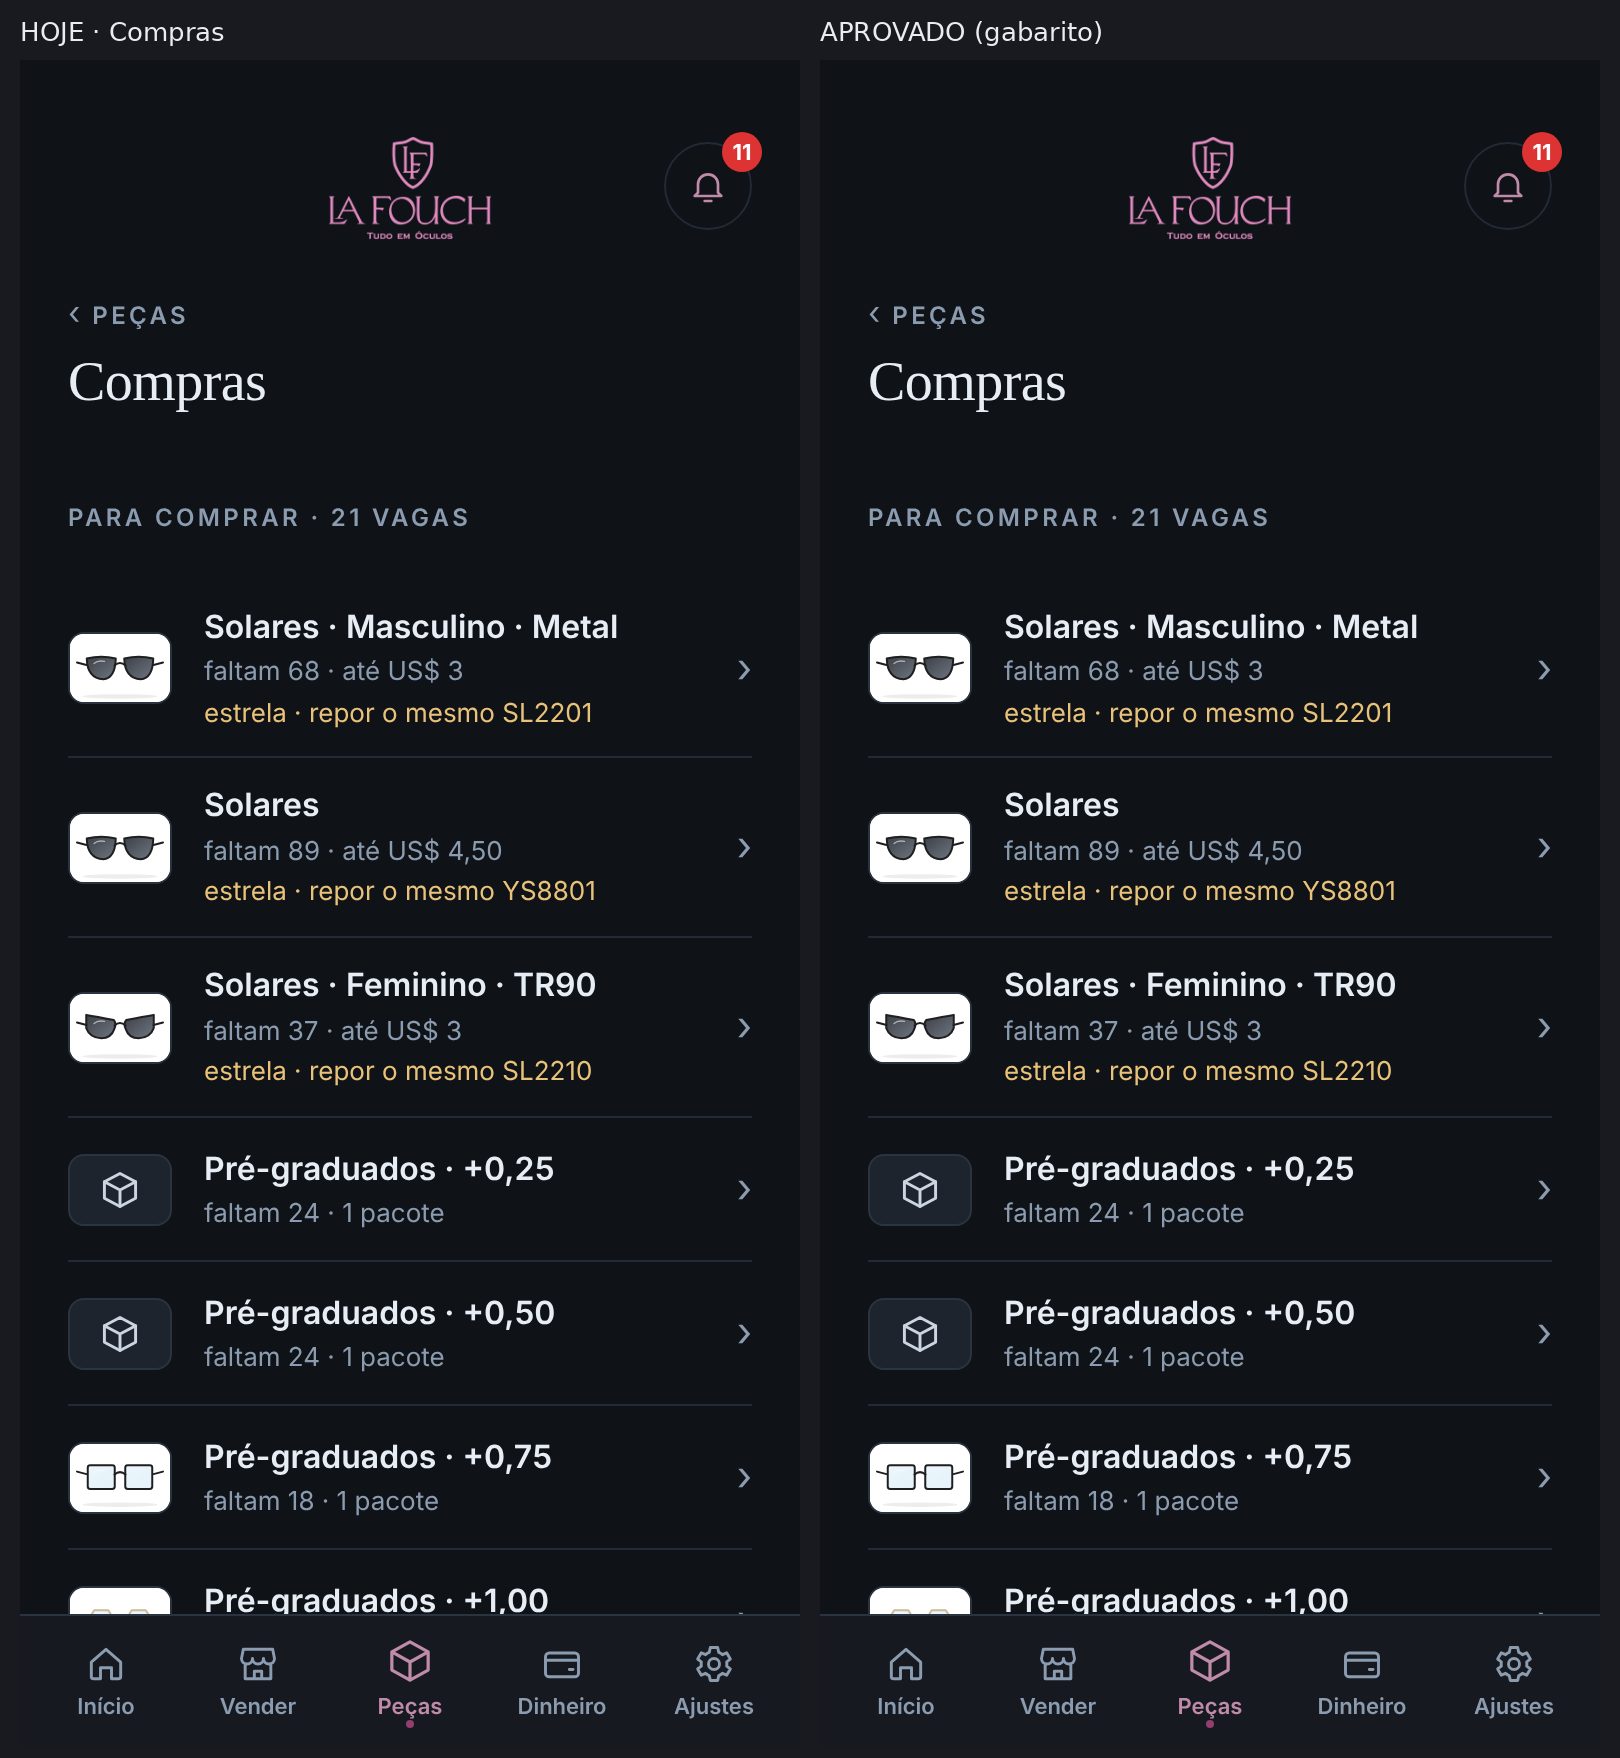 HOJE · Compras
LF
LA FOUCH
TUDO EM ÓCULOS
11
‹ PEÇAS
Compras
PARA COMPRAR · 21 VAGAS
Solares · Masculino · Metal
faltam 68 · até US$ 3
estrela · repor o mesmo SL2201
Solares
faltam 89 · até US$ 4,50
estrela · repor o mesmo YS8801
Solares · Feminino · TR90
faltam 37 · até US$ 3
estrela · repor o mesmo SL2210
Pré-graduados · +0,25
faltam 24 · 1 pacote
Pré-graduados · +0,50
faltam 24 · 1 pacote
Pré-graduados · +0,75
faltam 18 · 1 pacote
Pré-graduados · +1,00
Início Vender Peças Dinheiro Ajustes
APROVADO (gabarito)
LF
LA FOUCH
TUDO EM ÓCULOS
11
‹ PEÇAS
Compras
PARA COMPRAR · 21 VAGAS
Solares · Masculino · Metal
faltam 68 · até US$ 3
estrela · repor o mesmo SL2201
Solares
faltam 89 · até US$ 4,50
estrela · repor o mesmo YS8801
Solares · Feminino · TR90
faltam 37 · até US$ 3
estrela · repor o mesmo SL2210
Pré-graduados · +0,25
faltam 24 · 1 pacote
Pré-graduados · +0,50
faltam 24 · 1 pacote
Pré-graduados · +0,75
faltam 18 · 1 pacote
Pré-graduados · +1,00
Início Vender Peças Dinheiro Ajustes